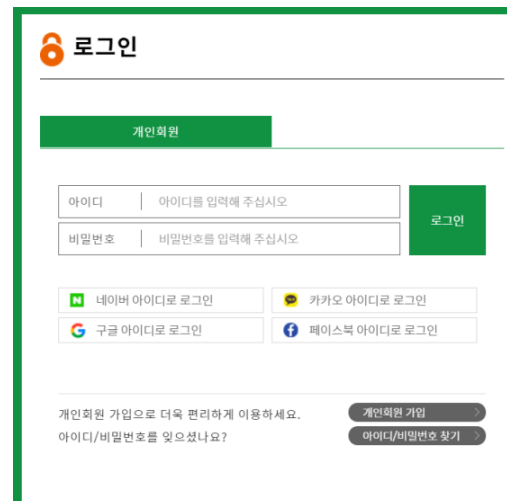 로그인
개인회원
아이디 아이디를 입력해 주십시오
비밀번호 비밀번호를 입력해 주십시오
로그인
네이버 아이디로 로그인 카카오 아이디로 로그인
구글 아이디로 로그인 페이스북 아이디로 로그인
개인회원 가입으로 더욱 편리하게 이용하세요. 개인회원 가입
아이디/비밀번호를 잊으셨나요? 아이디/비밀번호 찾기